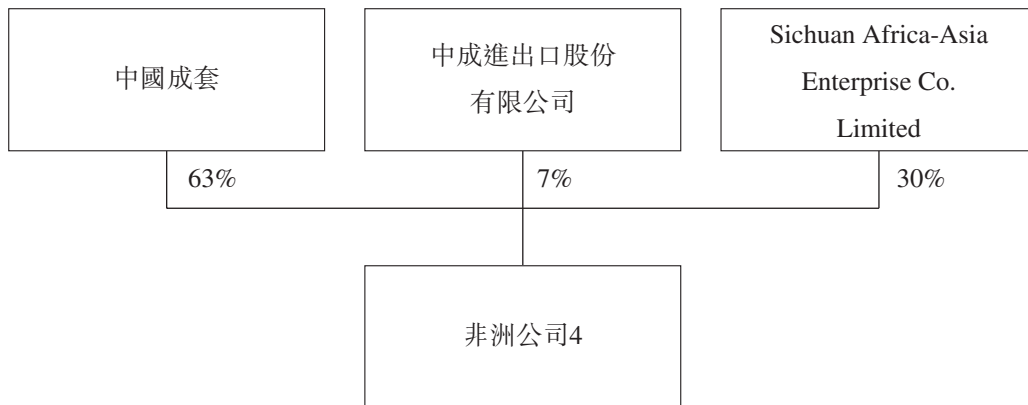 中國成套
中成進出口股份
有限公司
Sichuan Africa-Asia
Enterprise Co.
Limited
63%
7%
30%
非洲公司4